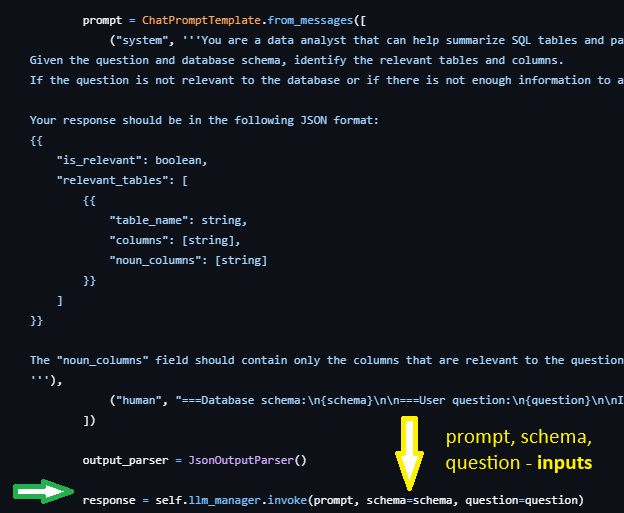 prompt = ChatPromptTemplate.from_messages([
("system", '''You are a data analyst that can help summarize SQL tables and pa
Given the question and database schema, identify the relevant tables and columns.
If the question is not relevant to the database or if there is not enough information to a
Your response should be in the following JSON format:
{{
"is_relevant": boolean,
"relevant_tables": [
{{
"table_name": string,
"columns": [string],
"noun_columns": [string]
}}
]
}}
The "noun_columns" field should contain only the columns that are relevant to the question
'''),
("human", "===Database schema:\n{schema}\n\n===User question:\n{question}\n\nI
])
output_parser = JsonOutputParser()
response = self.llm_manager.invoke(prompt, schema=schema, question=question)
prompt, schema,
question - inputs